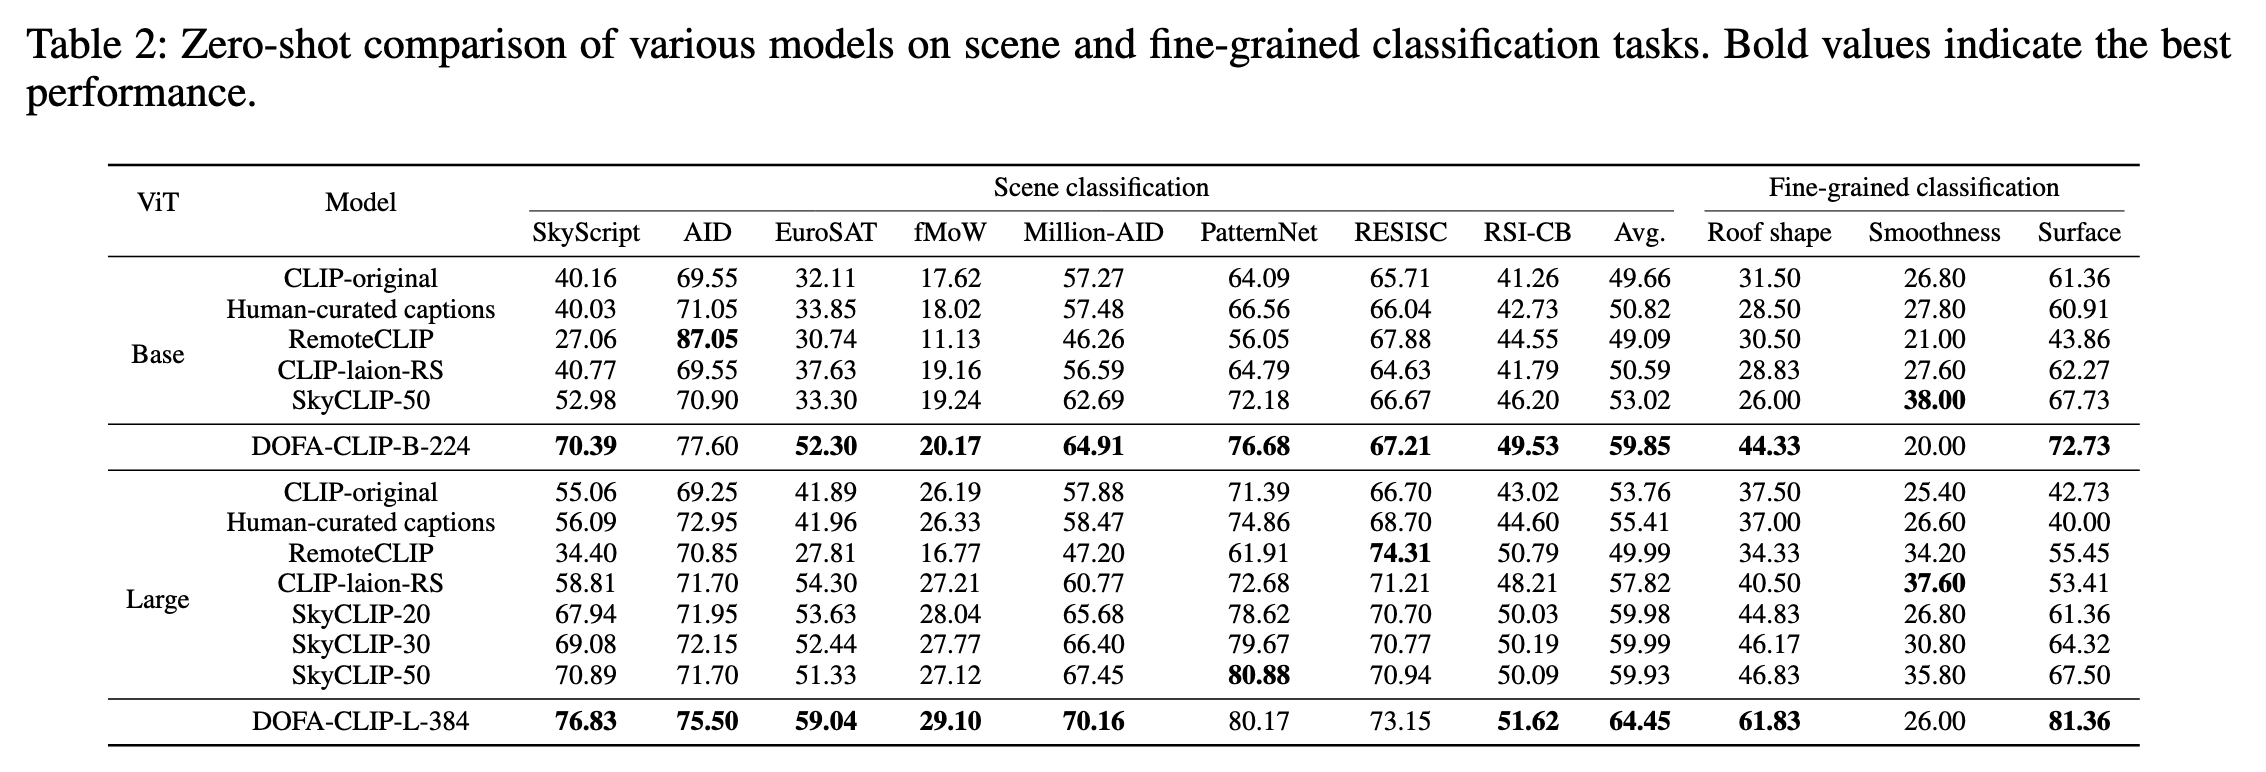 Table 2: Zero-shot comparison of various models on scene and fine-grained classification tasks. Bold values indicate the best
performance.
ViT Model Scene classification Fine-grained classification
SkyScript AID EuroSAT fMoW Million-AID PatternNet RESISC RSI-CB Avg. Roof shape Smoothness Surface
Base
CLIP-original 40.16 69.55 32.11 17.62 57.27 64.09 65.71 41.26 49.66 31.50 26.80 61.36
Human-curated captions 40.03 71.05 33.85 18.02 57.48 66.56 66.04 42.73 50.82 28.50 27.80 60.91
RemoteCLIP 27.06 87.05 30.74 11.13 46.26 56.05 67.88 44.55 49.09 30.50 21.00 43.86
CLIP-laion-RS 40.77 69.55 37.63 19.16 56.59 64.79 64.63 41.79 50.59 28.83 27.60 62.27
SkyCLIP-50 52.98 70.90 33.30 19.24 62.69 72.18 66.67 46.20 53.02 26.00 38.00 67.73
DOFA-CLIP-B-224 70.39 77.60 52.30 20.17 64.91 76.68 67.21 49.53 59.85 44.33 20.00 72.73
Large
CLIP-original 55.06 69.25 41.89 26.19 57.88 71.39 66.70 43.02 53.76 37.50 25.40 42.73
Human-curated captions 56.09 72.95 41.96 26.33 58.47 74.86 68.70 44.60 55.41 37.00 26.60 40.00
RemoteCLIP 34.40 70.85 27.81 16.77 47.20 61.91 74.31 50.79 49.99 34.33 34.20 55.45
CLIP-laion-RS 58.81 71.70 54.30 27.21 60.77 72.68 71.21 48.21 57.82 40.50 37.60 53.41
SkyCLIP-20 67.94 71.95 53.63 28.04 65.68 78.62 70.70 50.03 59.98 44.83 26.80 61.36
SkyCLIP-30 69.08 72.15 52.44 27.77 66.40 79.67 70.77 50.19 59.99 46.17 30.80 64.32
SkyCLIP-50 70.89 71.70 51.33 27.12 67.45 80.88 70.94 50.09 59.93 46.83 35.80 67.50
DOFA-CLIP-L-384 76.83 75.50 59.04 29.10 70.16 80.17 73.15 51.62 64.45 61.83 26.00 81.36